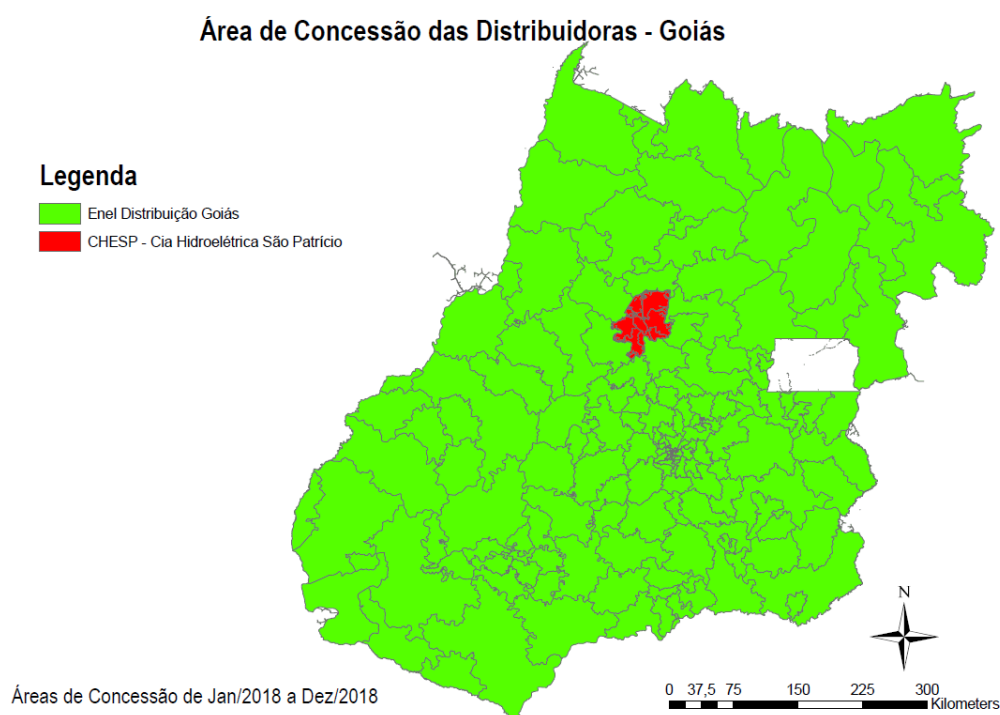 Área de Concessão das Distribuidoras - Goiás
Legenda
Enel Distribuição Goiás
CHESP - Cia Hidroelétrica São Patrício
N
Áreas de Concessão de Jan/2018 a Dez/2018
0 37,5 75 150 225 300
Kilometers